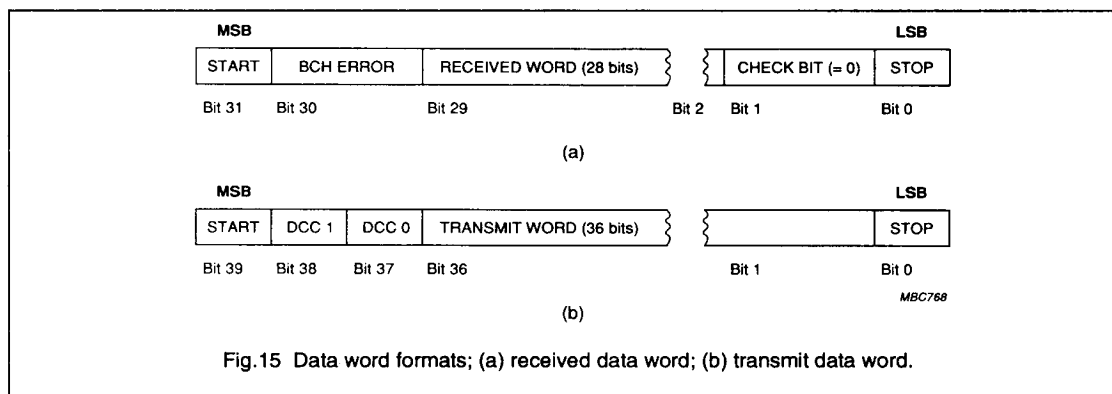 MSB LSB
START BCH ERROR RECEIVED WORD (28 bits) CHECK BIT (= 0) STOP
Bit 31 Bit 30 Bit 29 Bit 2 Bit 1 Bit 0
(a)
MSB LSB
START DCC 1 DCC 0 TRANSMIT WORD (36 bits) STOP
Bit 39 Bit 38 Bit 37 Bit 36 Bit 1 Bit 0
MBC768
(b)
Fig.15 Data word formats; (a) received data word; (b) transmit data word.